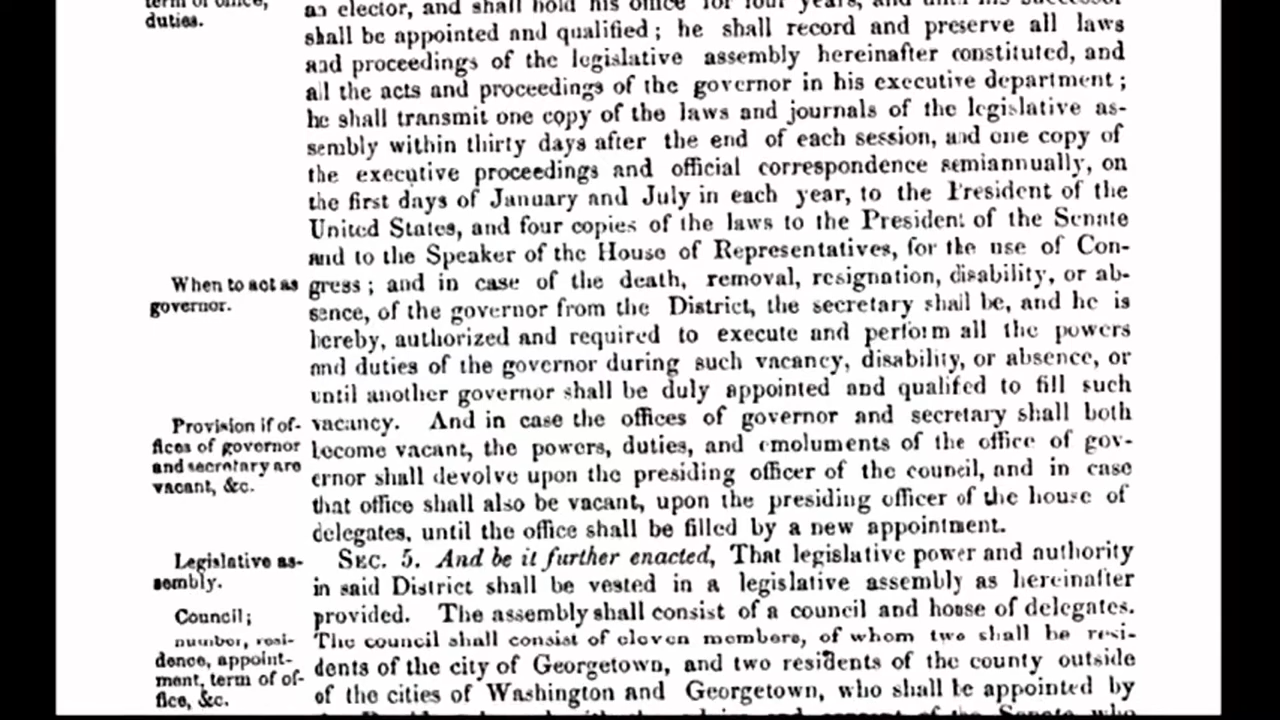 term of office,
duties.
an elector, and shall hold his office for four years, and until his successor
shall be appointed and qualified; he shall record and preserve all laws
and proceedings of the legislative assembly hereinafter constituted, and
all the acts and proceedings of the governor in his executive department;
he shall transmit one copy of the laws and journals of the legislative as-
sembly within thirty days after the end of each session, and one copy of
the executive proceedings and official correspondence semiannually, on
the first days of January and July in each year, to the President of the
United States, and four copies of the laws to the President of the Senate
and to the Speaker of the House of Representatives, for the use of Con-
When to act as
governor.
gress; and in case of the death, removal, resignation, disability, or ab-
sence, of the governor from the District, the secretary shall be, and he is
hereby, authorized and required to execute and perform all the powers
and duties of the governor during such vacancy, disability, or absence, or
until another governor shall be duly appointed and qualifed to fill such
Provision if of-
fices of governor
and secretary are
vacant, &c.
vacancy. And in case the offices of governor and secretary shall both
become vacant, the powers, duties, and emoluments of the office of gov-
ernor shall devolve upon the presiding officer of the council, and in case
that office shall also be vacant, upon the presiding officer of the house of
delegates, until the office shall be filled by a new appointment.
Legislative as-
sembly.
SEC. 5. And be it further enacted, That legislative power and authority
in said District shall be vested in a legislative assembly as hereinafter
Council;
number, resi-
dence, appoint-
ment, term of of-
fice, &c.
provided. The assembly shall consist of a council and house of delegates.
The council shall consist of eleven members, of whom two shall be resi-
dents of the city of Georgetown, and two residents of the county outside
of the cities of Washington and Georgetown, who shall be appointed by
the President, by and with the advice and consent of the Senate, who